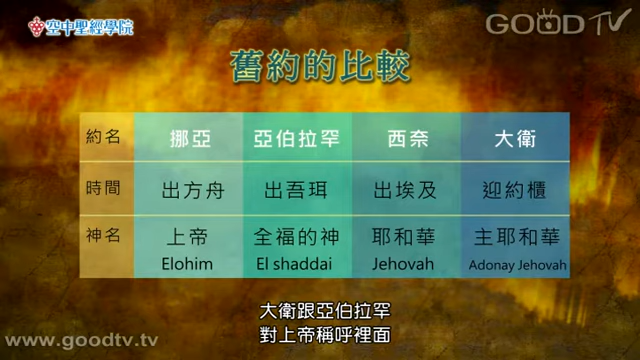 空中聖經學院
GOOD TV
舊約的比較
約名 挪亞 亞伯拉罕 西奈 大衛
時間 出方舟 出吾珥 出埃及 迎約櫃
神名 上帝 全福的神 耶和華 主耶和華
Elohim El shaddai Jehovah Adonay Jehovah
大衛跟亞伯拉罕
對上帝稱呼裡面
www.goodtv.tv